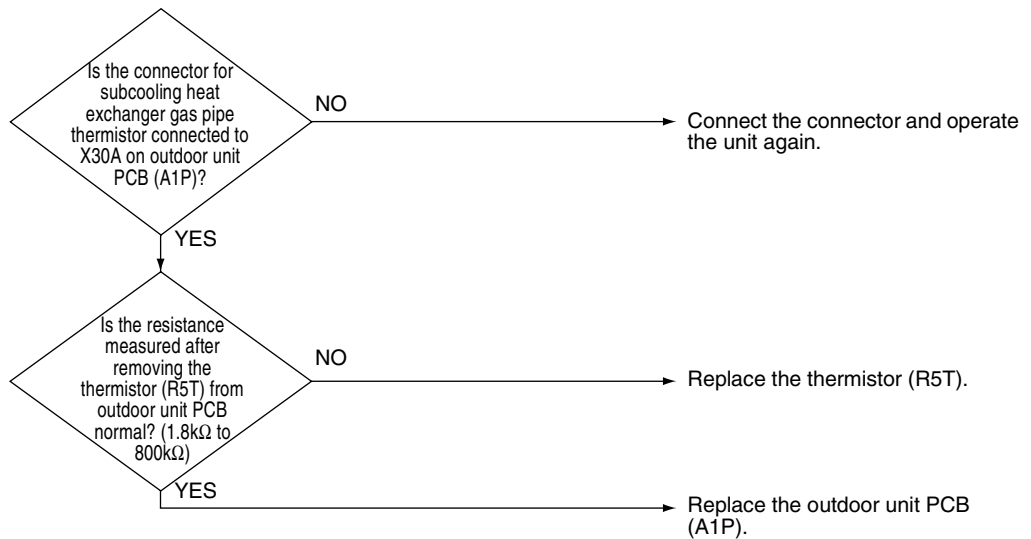 Is the connector for
subcooling heat
exchanger gas pipe
thermistor connected to
X30A on outdoor unit
PCB (A1P)?
NO
Connect the connector and operate
the unit again.
YES
Is the resistance
measured after
removing the
thermistor (R5T) from
outdoor unit PCB
normal? (1.8kΩ to
800kΩ)
NO
Replace the thermistor (R5T).
YES
Replace the outdoor unit PCB
(A1P).